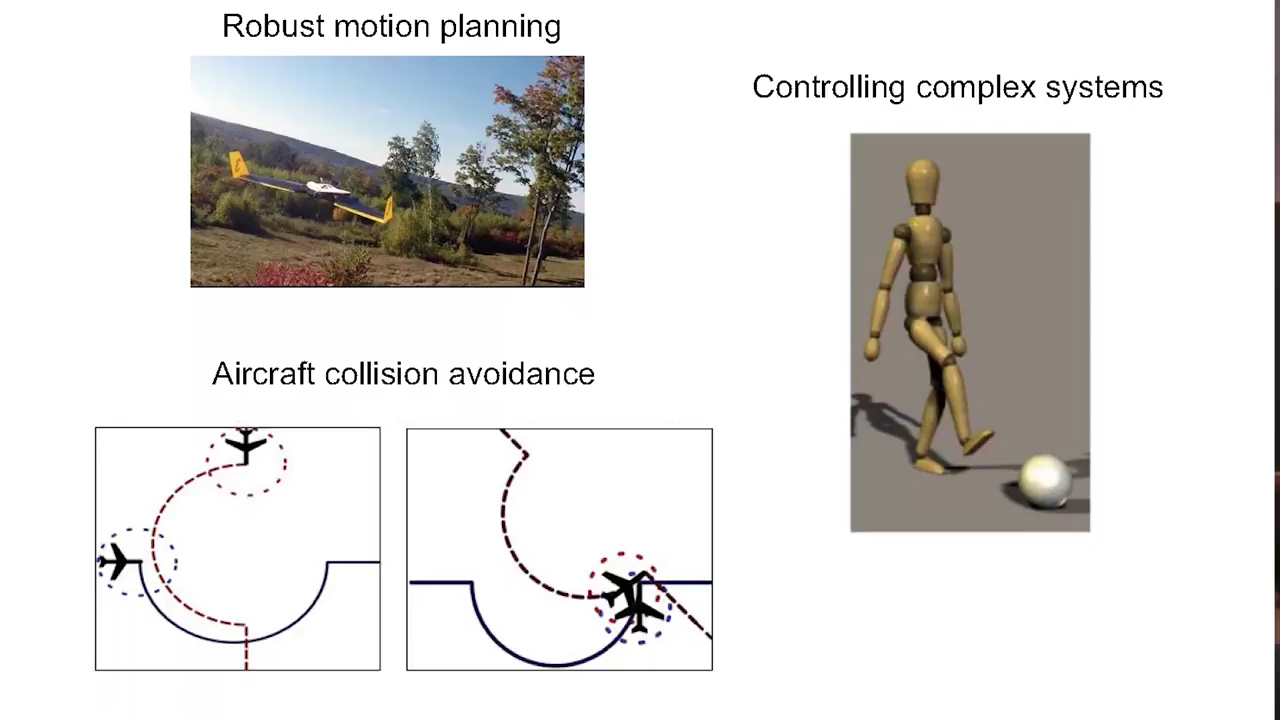 Robust motion planning
Controlling complex systems
Aircraft collision avoidance